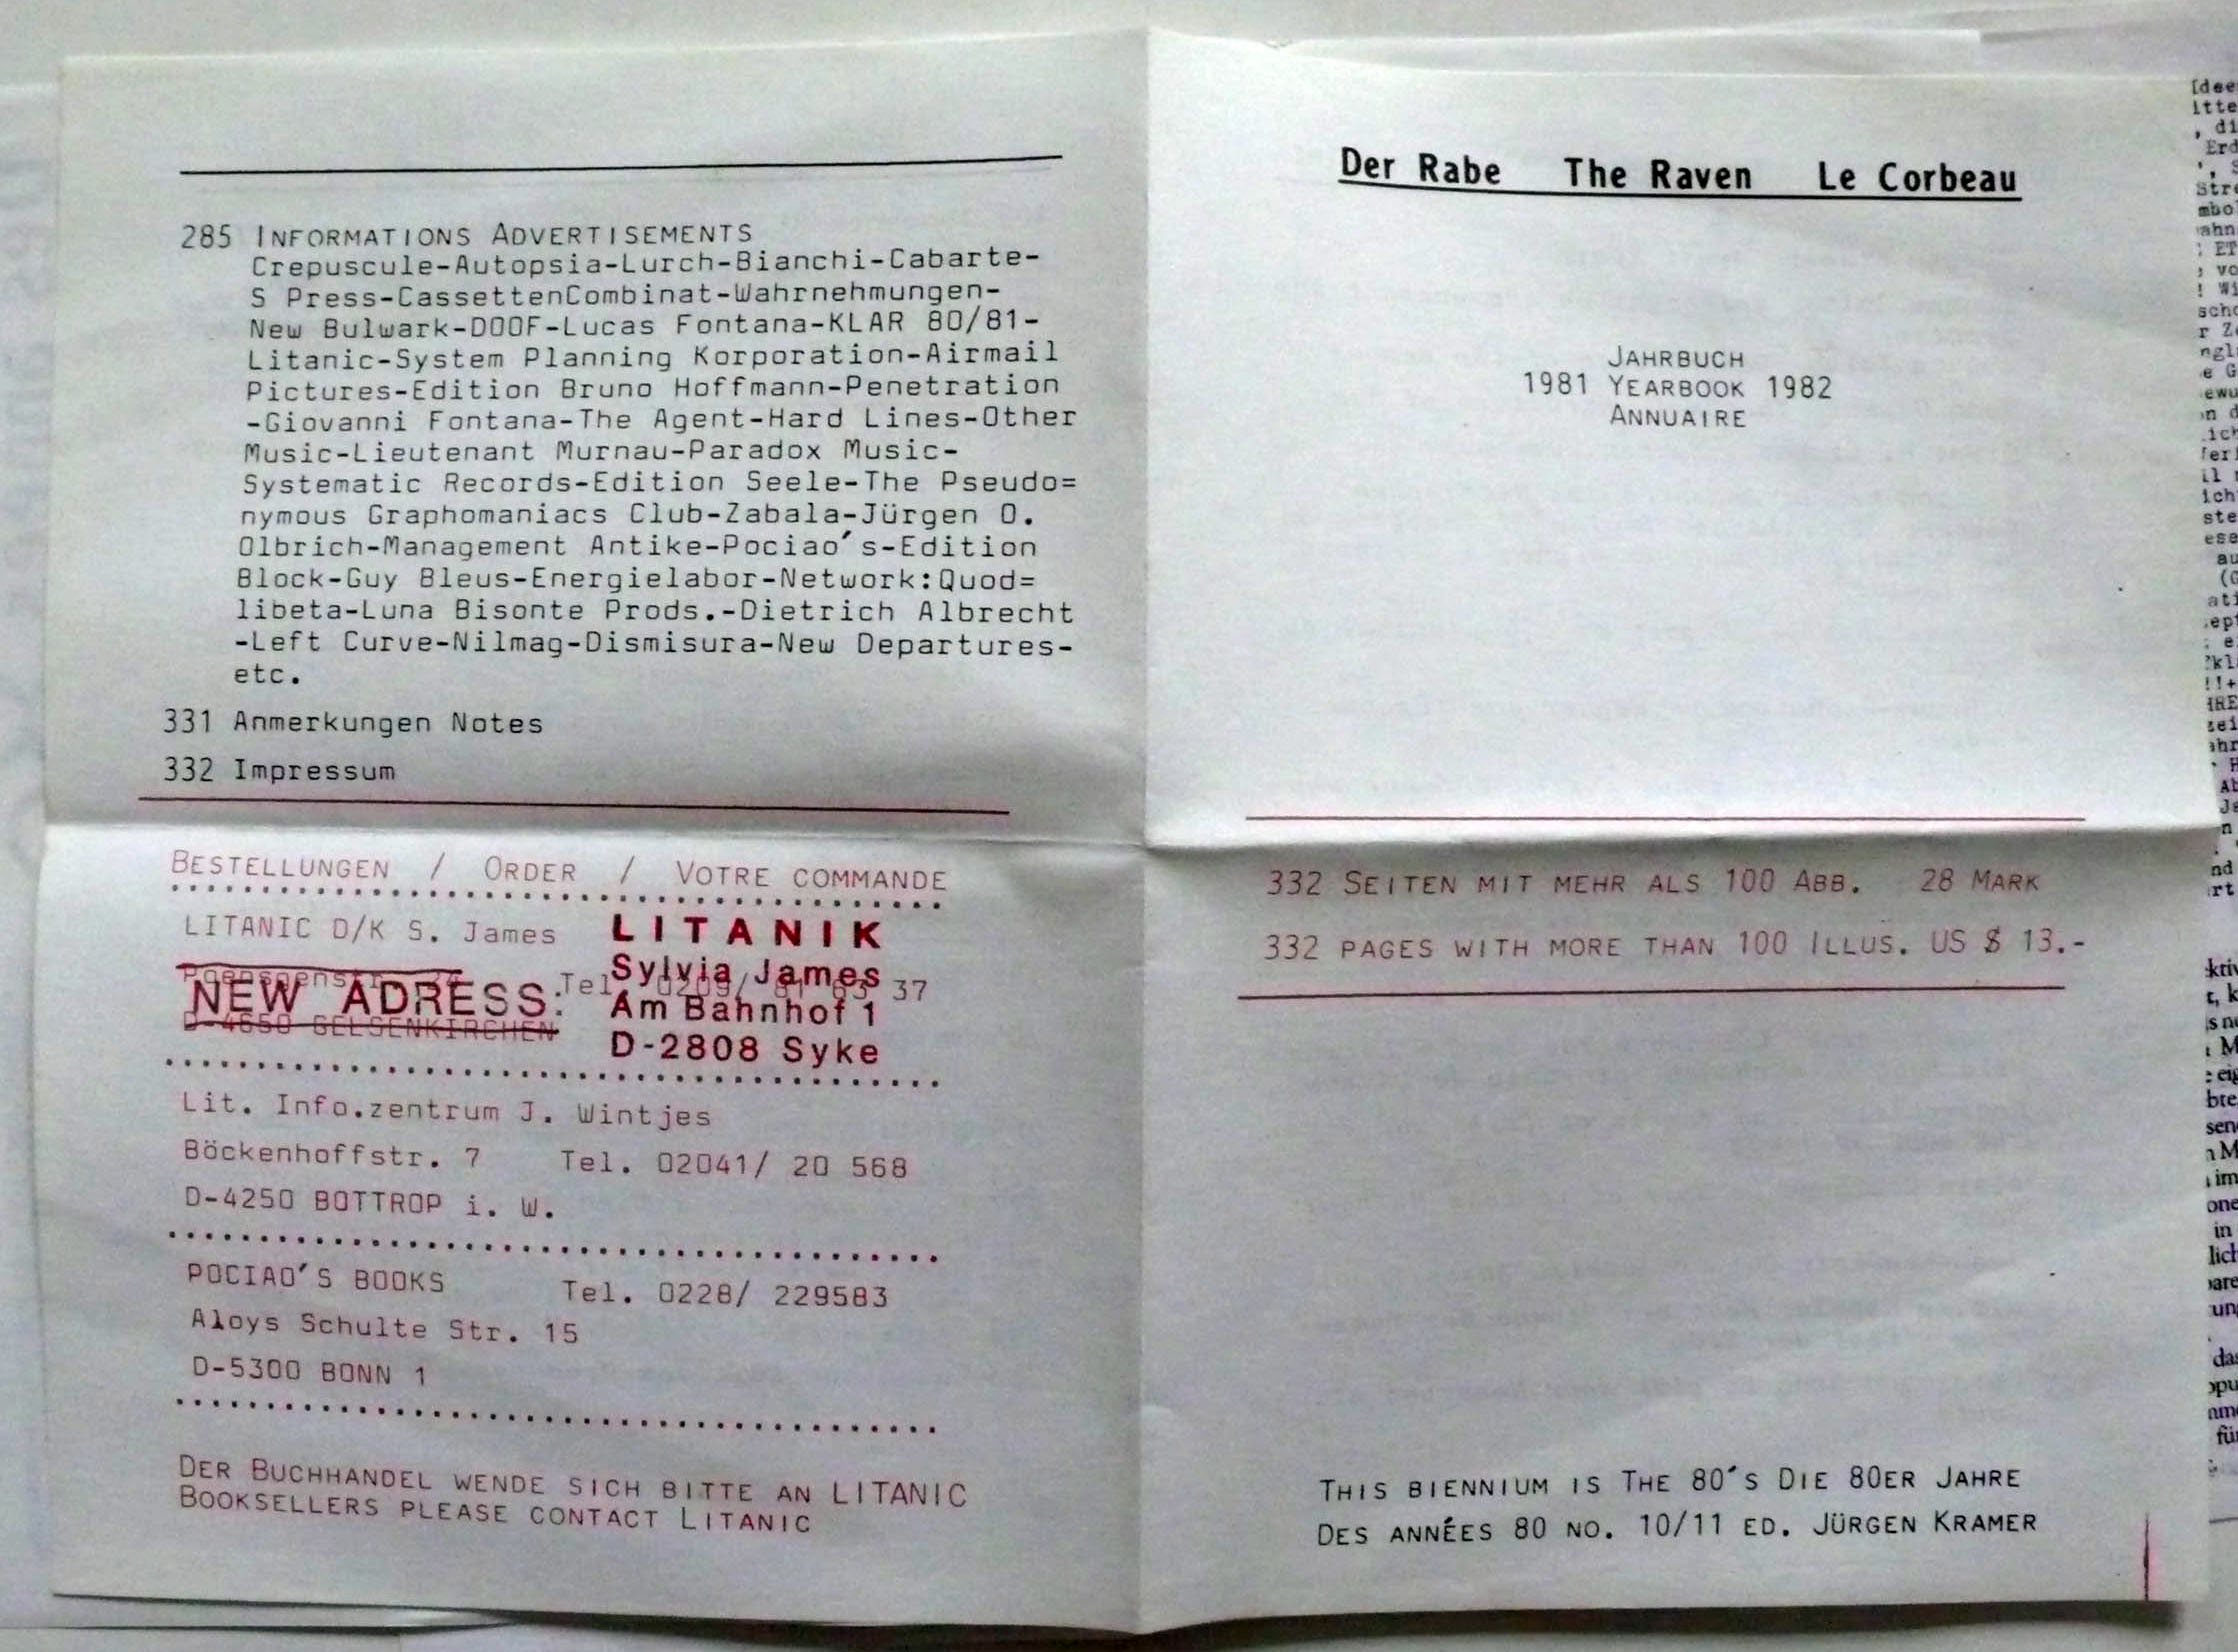 285 INFORMATIONS ADVERTISEMENTS
Crepuscule-Autopsia-Lurch-Bianchi-Cabarte-
S Press-CassettenCombinat-Wahrnehmungen-
New Bulwark-DOOF-Lucas Fontana-KLAR 80/81-
Litanic-System Planning Korporation-Airmail
Pictures-Edition Bruno Hoffmann-Penetration
-Giovanni Fontana-The Agent-Hard Lines-Other
Music-Lieutenant Murnau-Paradox Music-
Systematic Records-Edition Seele-The Pseudo=
nymous Graphomaniacs Club-Zabala-Jürgen O.
Olbrich-Management Antike-Pociao's-Edition
Block-Guy Bleus-Energielabor-Network:Quod=
libeta-Luna Bisonte Prods.-Dietrich Albrecht
-Left Curve-Nilmag-Dismisura-New Departures-
etc.
331 Anmerkungen Notes
332 Impressum
BESTELLUNGEN / ORDER / VOTRE COMMANDE
LITANIC D/K S. James
LITANIK
Sylvia James
NEW ADRESS:
Tel 0209/ 81 63 37
Am Bahnhof 1
D-4650 GELSENKIRCHEN
D-2808 Syke
Lit. Info.zentrum J. Wintjes
Böckenhoffstr. 7 Tel. 02041/ 20 568
D-4250 BOTTROP i. W.
POCIAO'S BOOKS Tel. 0228/ 229583
Aloys Schulte Str. 15
D-5300 BONN 1
DER BUCHHANDEL WENDE SICH BITTE AN LITANIC
BOOKSELLERS PLEASE CONTACT LITANIC
Der Rabe The Raven Le Corbeau
JAHRBUCH
1981 YEARBOOK 1982
ANNUAIRE
332 SEITEN MIT MEHR ALS 100 ABB. 28 MARK
332 PAGES WITH MORE THAN 100 ILLUS. US $ 13.-
THIS BIENNIUM IS THE 80's DIE 80ER JAHRE
DES ANNÉES 80 NO. 10/11 ED. JÜRGEN KRAMER